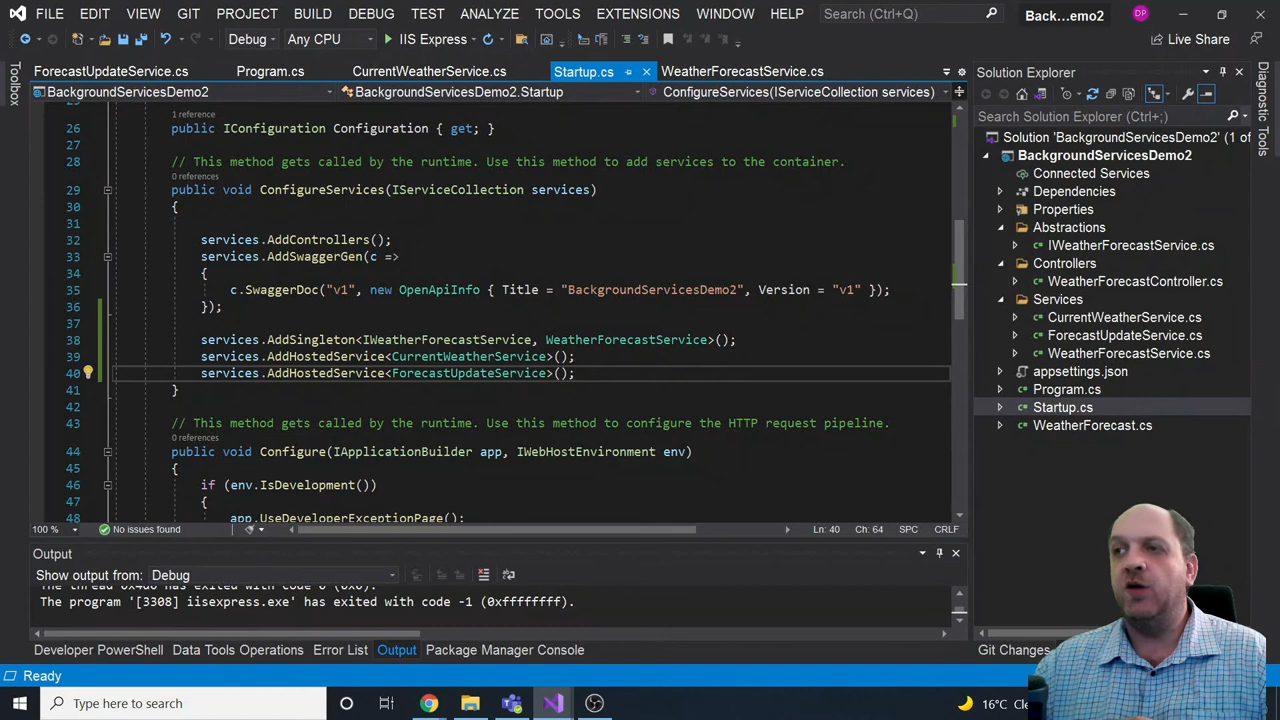 FILE EDIT VIEW GIT PROJECT BUILD DEBUG TEST ANALYZE TOOLS EXTENSIONS WINDOW HELP Search (Ctrl+Q) Back...emo2 DP
Debug Any CPU IIS Express Live Share
Toolbox
ForecastUpdateService.cs Program.cs CurrentWeatherService.cs Startup.cs WeatherForecastService.cs
BackgroundServicesDemo2 BackgroundServicesDemo2.Startup ConfigureServices(IServiceCollection services)
1 reference
26 public IConfiguration Configuration { get; }
27
28 // This method gets called by the runtime. Use this method to add services to the container.
0 references
29 public void ConfigureServices(IServiceCollection services)
30 {
31
32 services.AddControllers();
33 services.AddSwaggerGen(c =>
34 {
35 c.SwaggerDoc("v1", new OpenApiInfo { Title = "BackgroundServicesDemo2", Version = "v1" });
36 });
37
38 services.AddSingleton<IWeatherForecastService, WeatherForecastService>();
39 services.AddHostedService<CurrentWeatherService>();
40 services.AddHostedService<ForecastUpdateService>();
41 }
42
43 // This method gets called by the runtime. Use this method to configure the HTTP request pipeline.
0 references
44 public void Configure(IApplicationBuilder app, IWebHostEnvironment env)
45 {
46 if (env.IsDevelopment())
47 {
48 app.UseDeveloperExceptionPage();
100 % No issues found Ln: 40 Ch: 64 SPC CRLF
Output
Show output from: Debug
The program '[3308] iisexpress.exe' has exited with code -1 (0xffffffff).
Developer PowerShell Data Tools Operations Error List Output Package Manager Console
Solution Explorer
Search Solution Explorer (Ctrl+;)
Solution 'BackgroundServicesDemo2' (1 of
BackgroundServicesDemo2
Connected Services
Dependencies
Properties
Abstractions
IWeatherForecastService.cs
Controllers
WeatherForecastController.cs
Services
CurrentWeatherService.cs
ForecastUpdateService.cs
WeatherForecastService.cs
appsettings.json
Program.cs
Startup.cs
WeatherForecast.cs
Git Changes
Diagnostic Tools
Ready
Type here to search 16°C